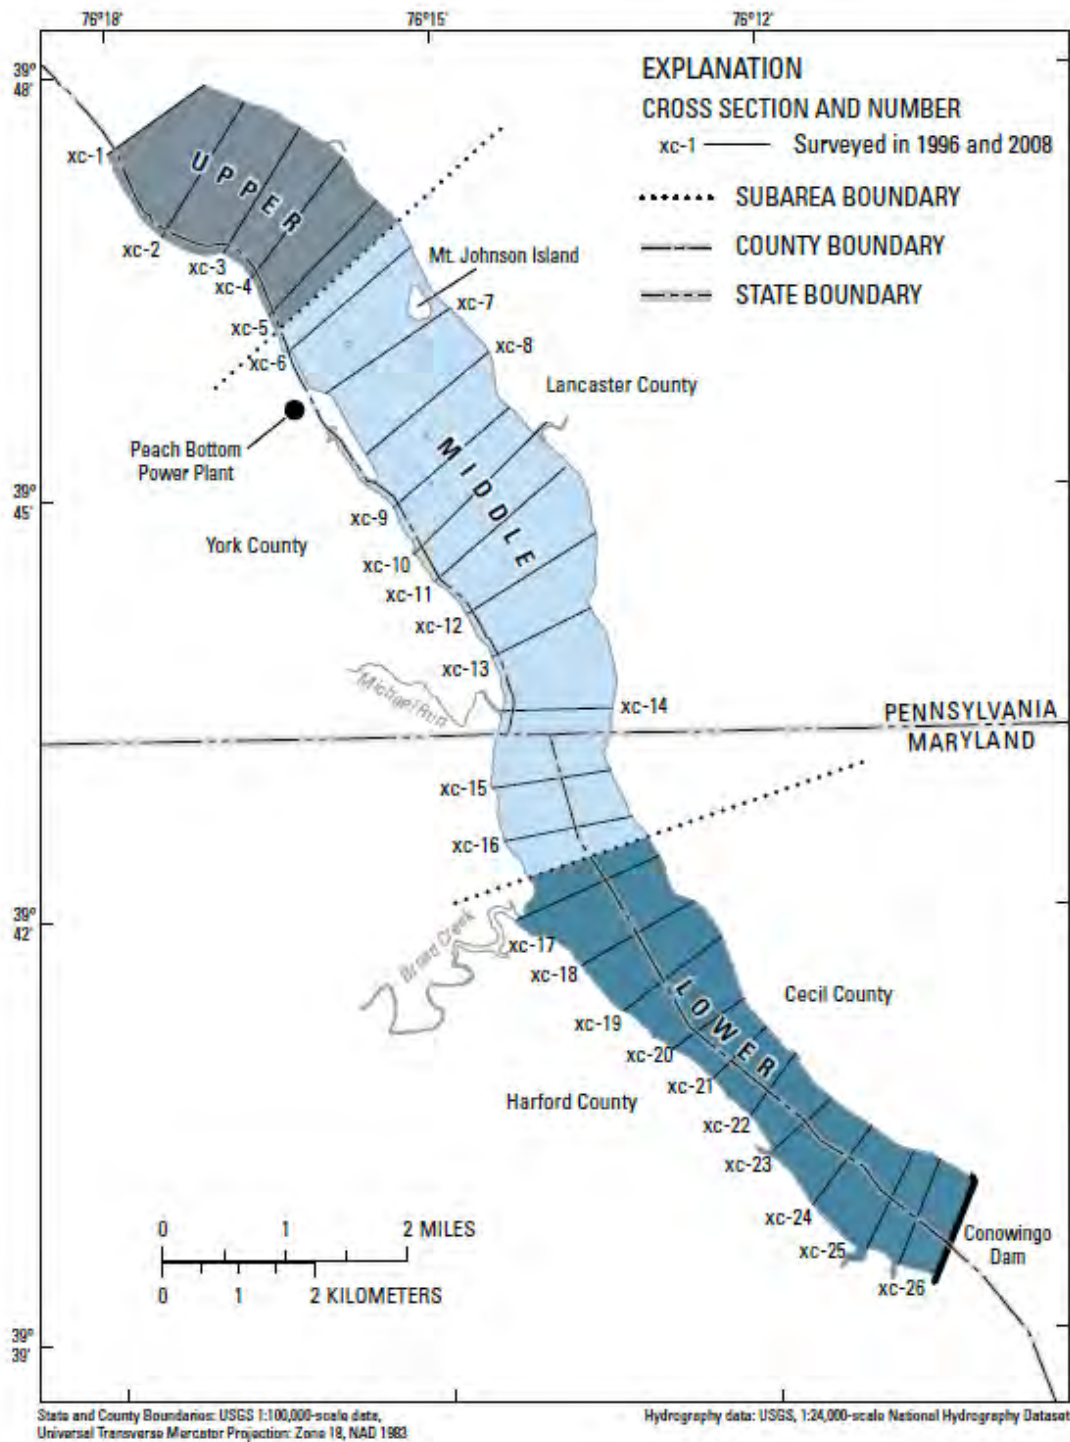 76°18'
76°15'
76°12'
39°
48'
EXPLANATION
CROSS SECTION AND NUMBER
xc-1 Surveyed in 1996 and 2008
SUBAREA BOUNDARY
COUNTY BOUNDARY
STATE BOUNDARY
xc-1
UPPER
xc-2
xc-3
xc-4
xc-5
xc-6
Mt. Johnson Island
xc-7
xc-8
Lancaster County
Peach Bottom
Power Plant
MIDDLE
39°
45'
xc-9
York County
xc-10
xc-11
xc-12
xc-13
Michael Run
xc-14
PENNSYLVANIA
MARYLAND
xc-15
xc-16
39°
42'
Broad Creek
xc-17
xc-18
LOWER
Cecil County
xc-19
xc-20
xc-21
Harford County
xc-22
xc-23
xc-24
xc-25
xc-26
Conowingo
Dam
0 1 2 MILES
0 1 2 KILOMETERS
39°
39'
State and County Boundaries: USGS 1:100,000-scale data,
Universal Transverse Mercator Projection: Zone 18, NAD 1983
Hydrography data: USGS, 1:24,000-scale National Hydrography Dataset